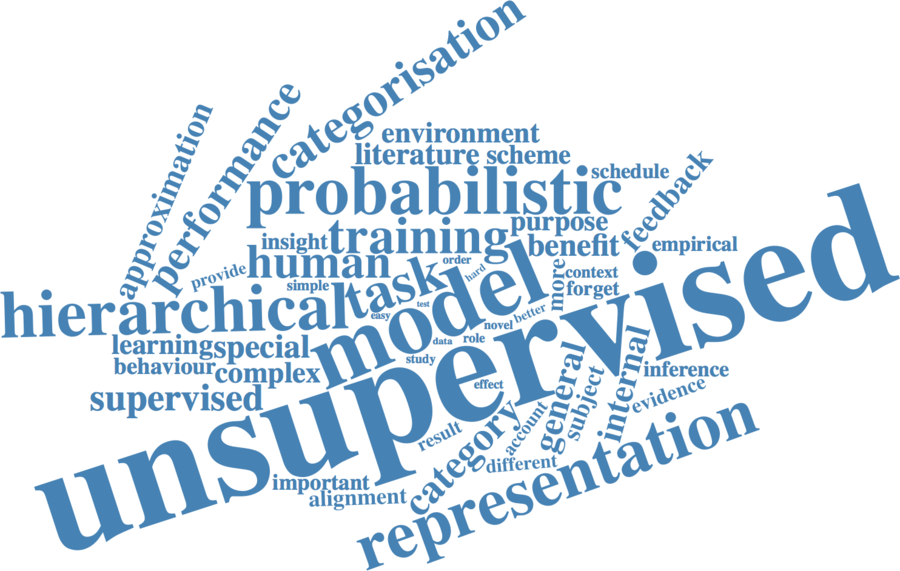 categorisation
approximation
performance
environment
literature scheme
schedule
probabilistic
feedback
purpose
insight training
benefit
empirical
human
order
hard
provide
task
context
simple
more
forget
hierarchical
model
easy
test
better
novel
unsupervised
role
data
learning special
study
behaviour
complex
internal
general
subject
inference
effect
supervised
evidence
account
category
result
representation
different
important
alignment